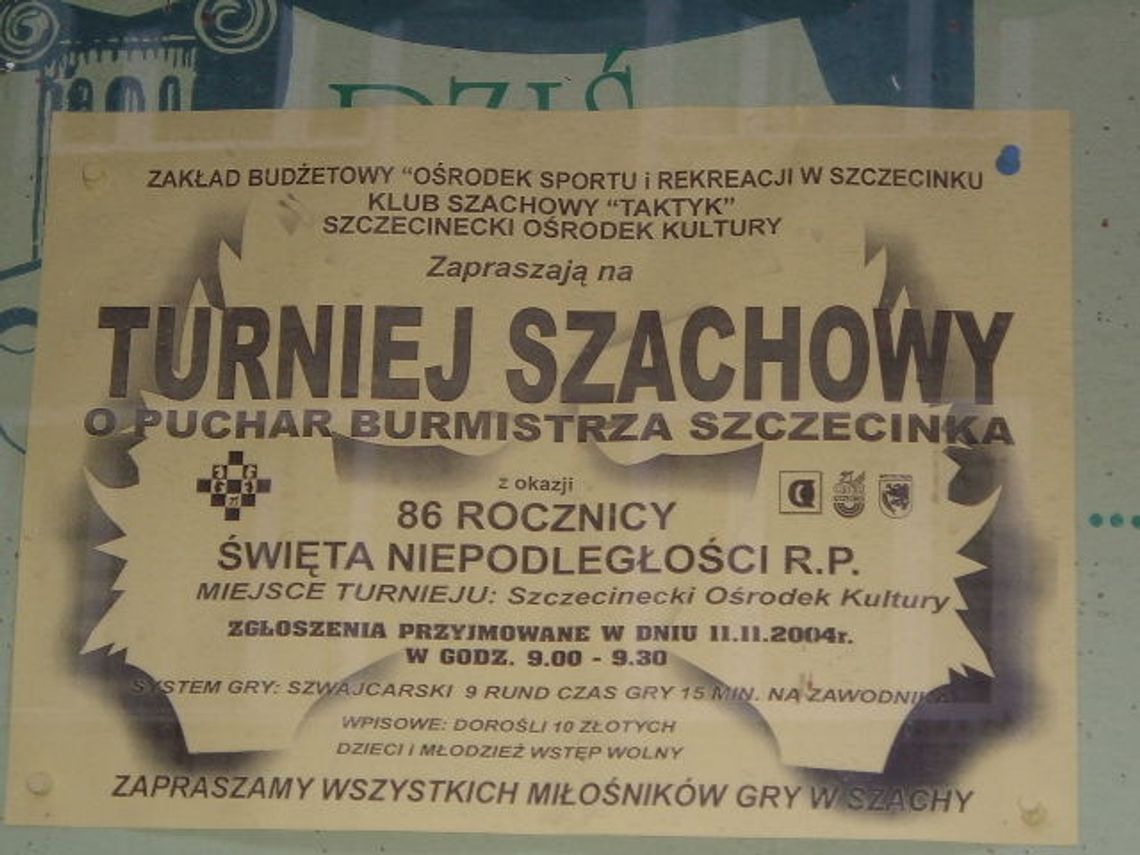 DZIŚ
ZAKŁAD BUDŻETOWY “OŚRODEK SPORTU i REKREACJI W SZCZECINKU
KLUB SZACHOWY “TAKTYK”
SZCZECINECKI OŚRODEK KULTURY
Zapraszają na
TURNIEJ SZACHOWY
O PUCHAR BURMISTRZA SZCZECINKA
z okazji
86 ROCZNICY
ŚWIĘTA NIEPODLEGŁOŚCI R.P.
MIEJSCE TURNIEJU: Szczecinecki Ośrodek Kultury
ZGŁOSZENIA PRZYJMOWANE W DNIU 11.11.2004r.
W GODZ. 9.00 - 9.30
SYSTEM GRY: SZWAJCARSKI 9 RUND CZAS GRY 15 MIN. NA ZAWODNIKA
WPISOWE: DOROŚLI 10 ZŁOTYCH
DZIECI i MŁODZIEŻ WSTĘP WOLNY
ZAPRASZAMY WSZYSTKICH MIŁOŚNIKÓW GRY W SZACHY